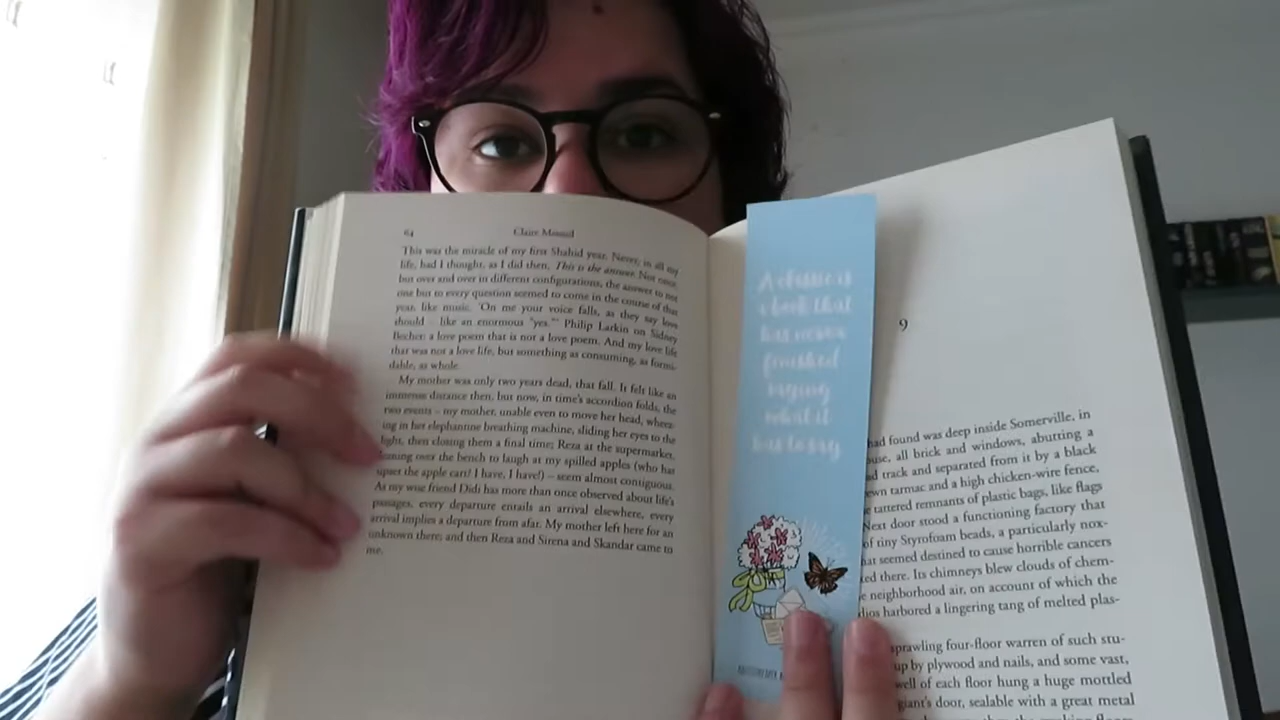 64
Claire Messud
This was the miracle of my first Shahid year. Never, in all my
life, had I thought, as I did then, This is the answer. Not once,
but over and over in different configurations, the answer to not
one but to every question seemed to come in the course of that
year, like music. 'On me your voice falls, as they say love
should – like an enormous "yes."' Philip Larkin on Sidney
Bechet: a love poem that is not a love poem. And my love life
that was not a love life, but something as consuming, as formi-
dable, as whole.
My mother was only two years dead, that fall. It felt like an
immense distance then, but now, in time's accordion folds, the
two events – my mother, unable even to move her head, wheez-
ing in her elephantine breathing machine, sliding her eyes to the
light, then closing them a final time; Reza at the supermarket,
leaning over the bench to laugh at my spilled apples (who has
upset the apple cart? I have, I have!) – seem almost contiguous.
As my wise friend Didi has more than once observed about life's
passages, every departure entails an arrival elsewhere, every
arrival implies a departure from afar. My mother left here for an
unknown there; and then Reza and Sirena and Skandar came to
me.
A classic is
a book that
has never
finished
saying
what it
has to say
9
had found was deep inside Somerville, in
all brick and windows, abutting a
track and separated from it by a black
tarmac and a high chicken-wire fence,
tattered remnants of plastic bags, like flags
Next door stood a functioning factory that
of tiny Styrofoam beads, a particularly nox-
seemed destined to cause horrible cancers
there. Its chimneys blew clouds of chem-
neighborhood air, on account of which the
harbored a lingering tang of melted plas-
sprawling four-floor warren of such stu-
up by plywood and nails, and some vast,
well of each floor hung a huge mottled
giant's door, sealable with a great metal